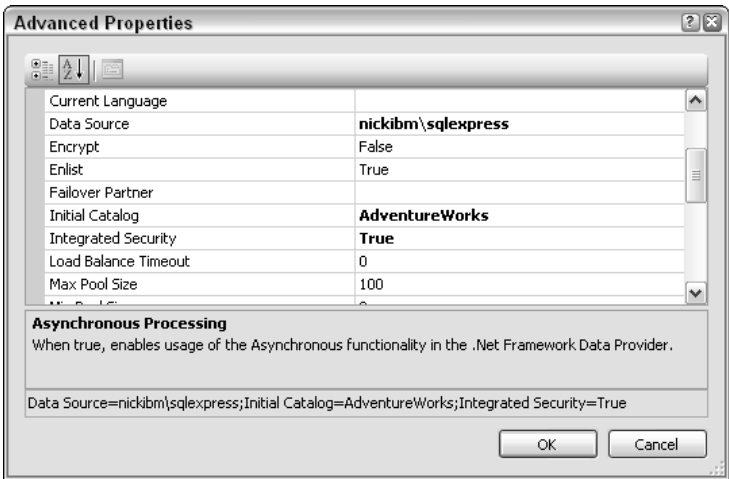 Advanced Properties
Current Language
Data Source nickibm\sqlexpress
Encrypt False
Enlist True
Failover Partner
Initial Catalog AdventureWorks
Integrated Security True
Load Balance Timeout 0
Max Pool Size 100
Asynchronous Processing
When true, enables usage of the Asynchronous functionality in the .Net Framework Data Provider.
Data Source=nickibm\sqlexpress;Initial Catalog=AdventureWorks;Integrated Security=True
OK Cancel